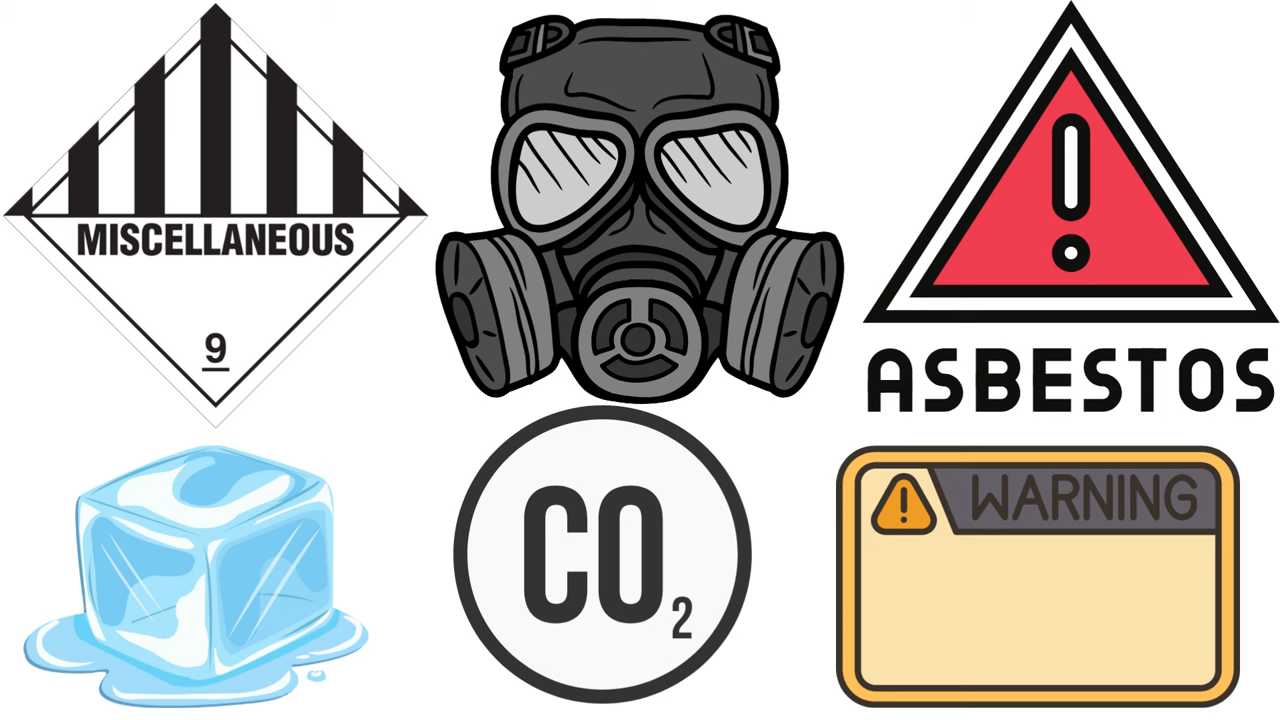 MISCELLANEOUS
9
ASBESTOS
CO₂
WARNING